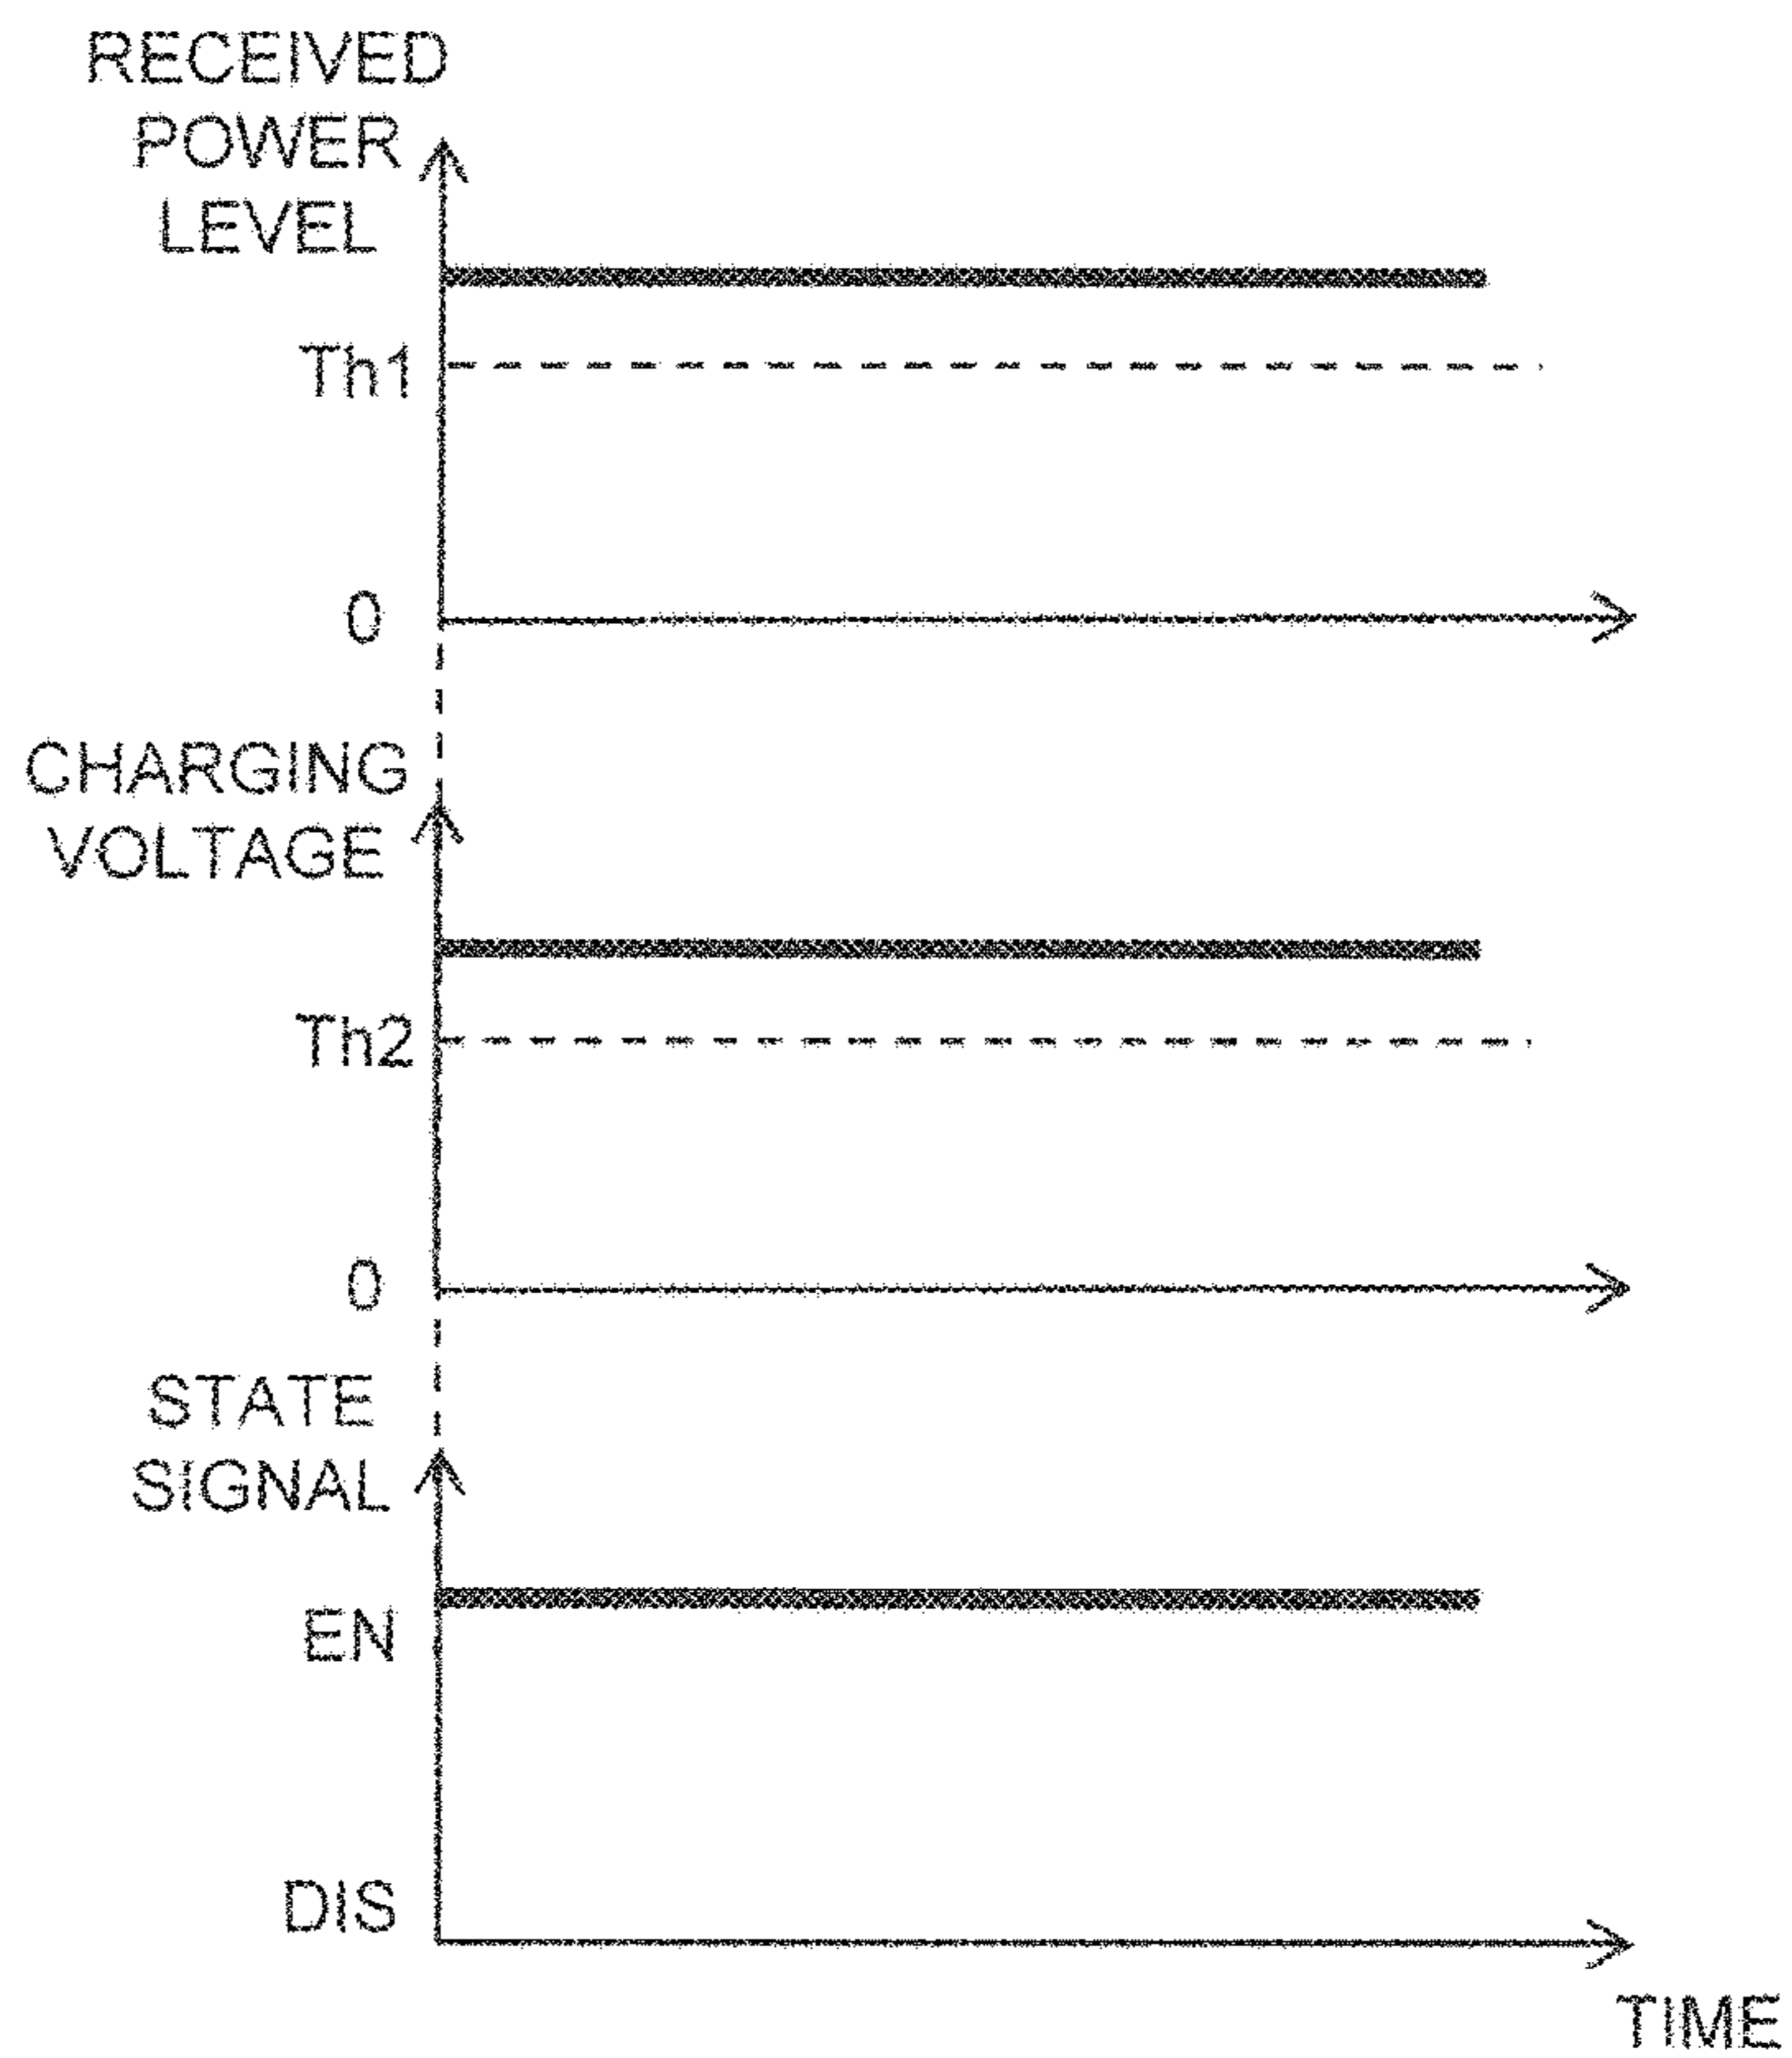 RECEIVED
POWER
LEVEL
Th1
0
CHARGING
VOLTAGE
Th2
0
STATE
SIGNAL
EN
DIS
TIME